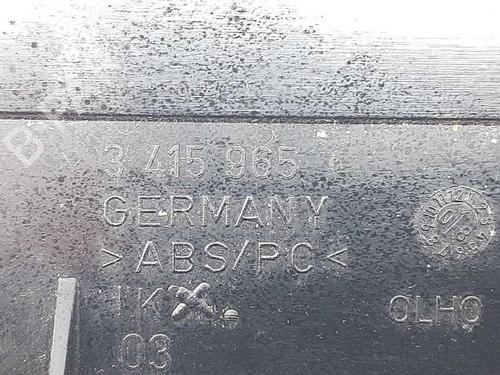 3 415 965
GERMANY
>ABS/PC<
OLHO
03